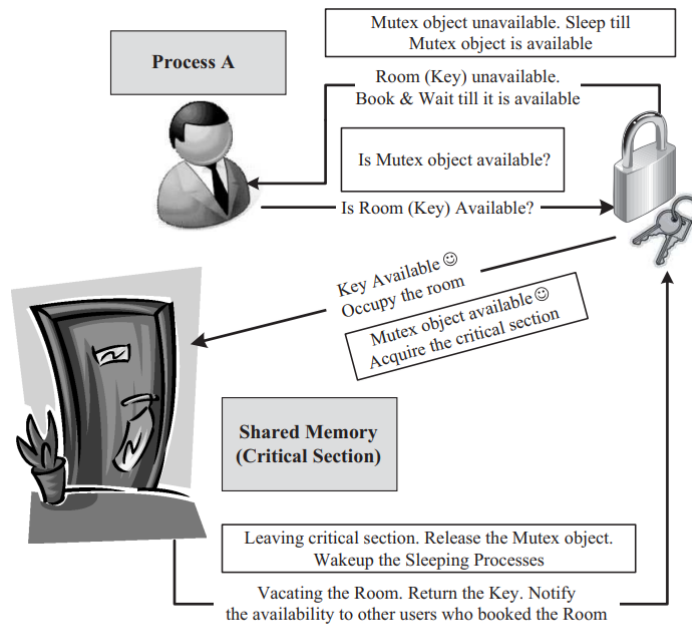 Mutex object unavailable. Sleep till
Mutex object is available
Process A
Room (Key) unavailable.
Book & Wait till it is available
Is Mutex object available?
Is Room (Key) Available?
Key Available ☺
Occupy the room
Mutex object available ☺
Acquire the critical section
Shared Memory
(Critical Section)
Leaving critical section. Release the Mutex object.
Wakeup the Sleeping Processes
Vacating the Room. Return the Key. Notify
the availability to other users who booked the Room